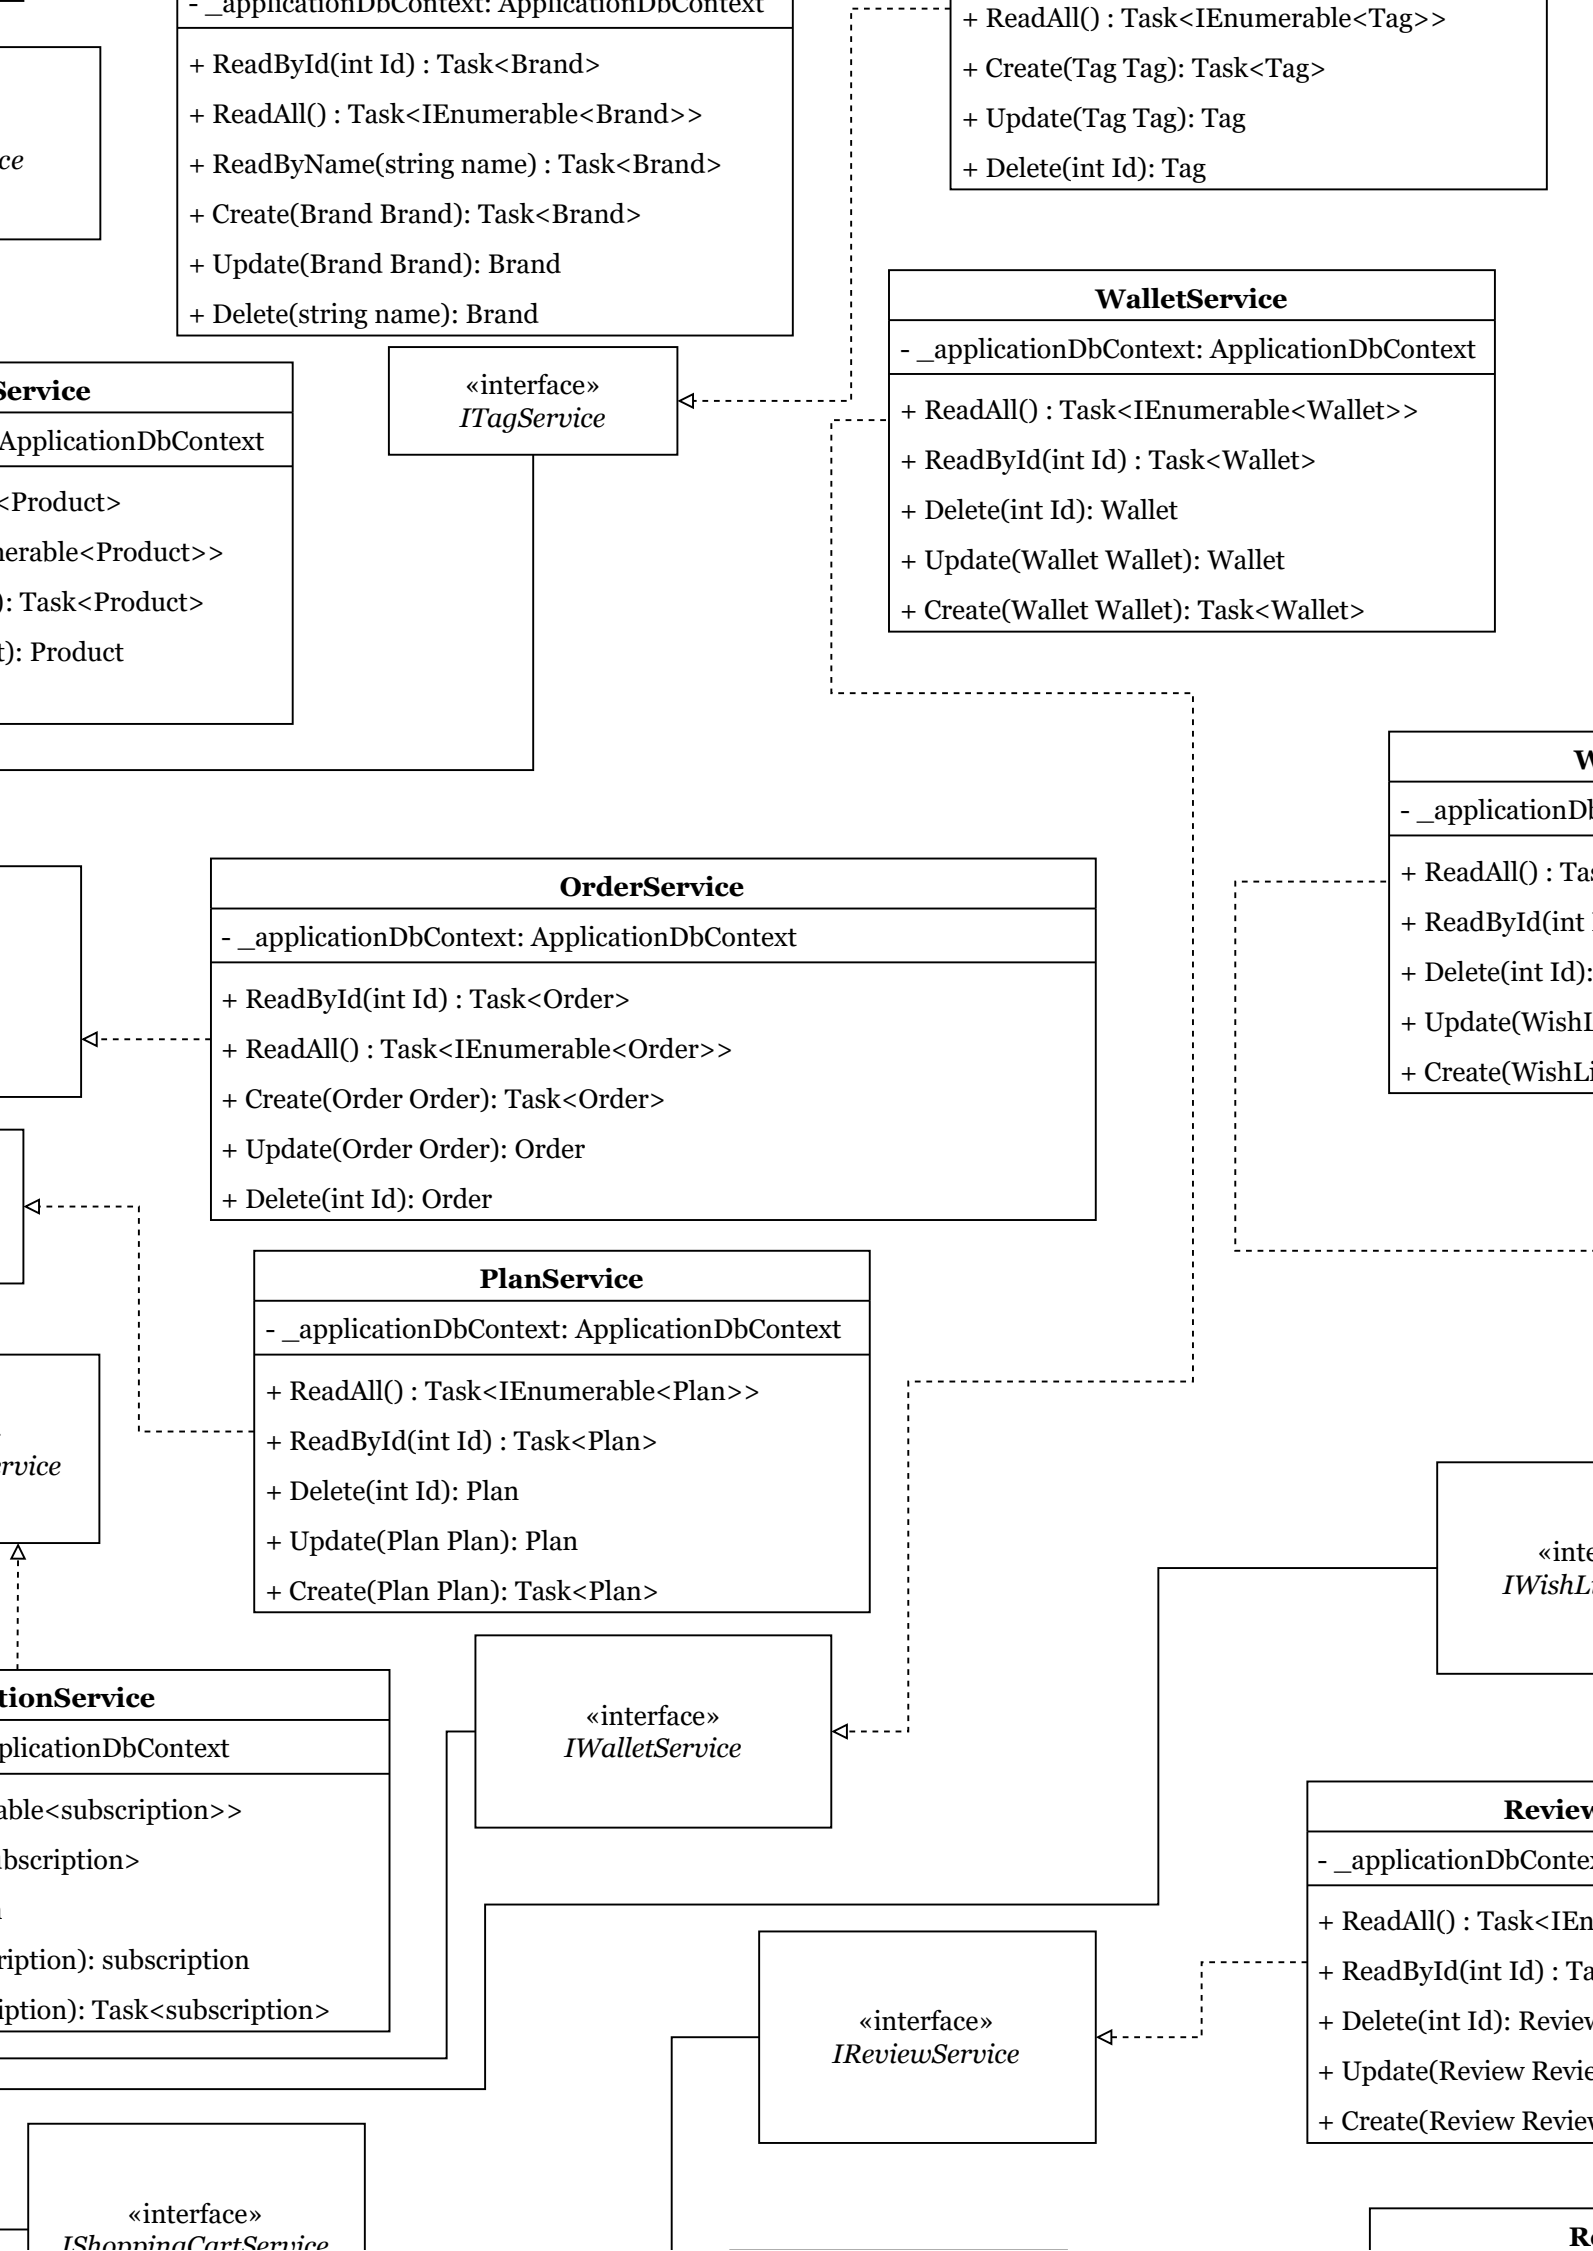 - _applicationDbContext: ApplicationDbContext
+ ReadById(int Id) : Task<Brand>
+ ReadAll() : Task<IEnumerable<Brand>>
+ ReadByName(string name) : Task<Brand>
+ Create(Brand Brand): Task<Brand>
+ Update(Brand Brand): Brand
+ Delete(string name): Brand
+ ReadAll() : Task<IEnumerable<Tag>>
+ Create(Tag Tag): Task<Tag>
+ Update(Tag Tag): Tag
+ Delete(int Id): Tag
ce
«interface»
ITagService
WalletService
- _applicationDbContext: ApplicationDbContext
+ ReadAll() : Task<IEnumerable<Wallet>>
+ ReadById(int Id) : Task<Wallet>
+ Delete(int Id): Wallet
+ Update(Wallet Wallet): Wallet
+ Create(Wallet Wallet): Task<Wallet>
Service
ApplicationDbContext
<Product>
nerable<Product>>
): Task<Product>
t): Product
W
- _applicationDb
+ ReadAll() : Tas
+ ReadById(int
+ Delete(int Id):
+ Update(WishL
+ Create(WishLi
OrderService
- _applicationDbContext: ApplicationDbContext
+ ReadById(int Id) : Task<Order>
+ ReadAll() : Task<IEnumerable<Order>>
+ Create(Order Order): Task<Order>
+ Update(Order Order): Order
+ Delete(int Id): Order
PlanService
- _applicationDbContext: ApplicationDbContext
+ ReadAll() : Task<IEnumerable<Plan>>
+ ReadById(int Id) : Task<Plan>
+ Delete(int Id): Plan
+ Update(Plan Plan): Plan
+ Create(Plan Plan): Task<Plan>
rvice
«inte
IWishLi
tionService
plicationDbContext
able<subscription>>
bscription>
ription): subscription
iption): Task<subscription>
«interface»
IWalletService
Review
- _applicationDbContex
+ ReadAll() : Task<IEn
+ ReadById(int Id) : Ta
+ Delete(int Id): Review
+ Update(Review Revie
+ Create(Review Review
«interface»
IReviewService
«interface»
IShoppingCartService
Re